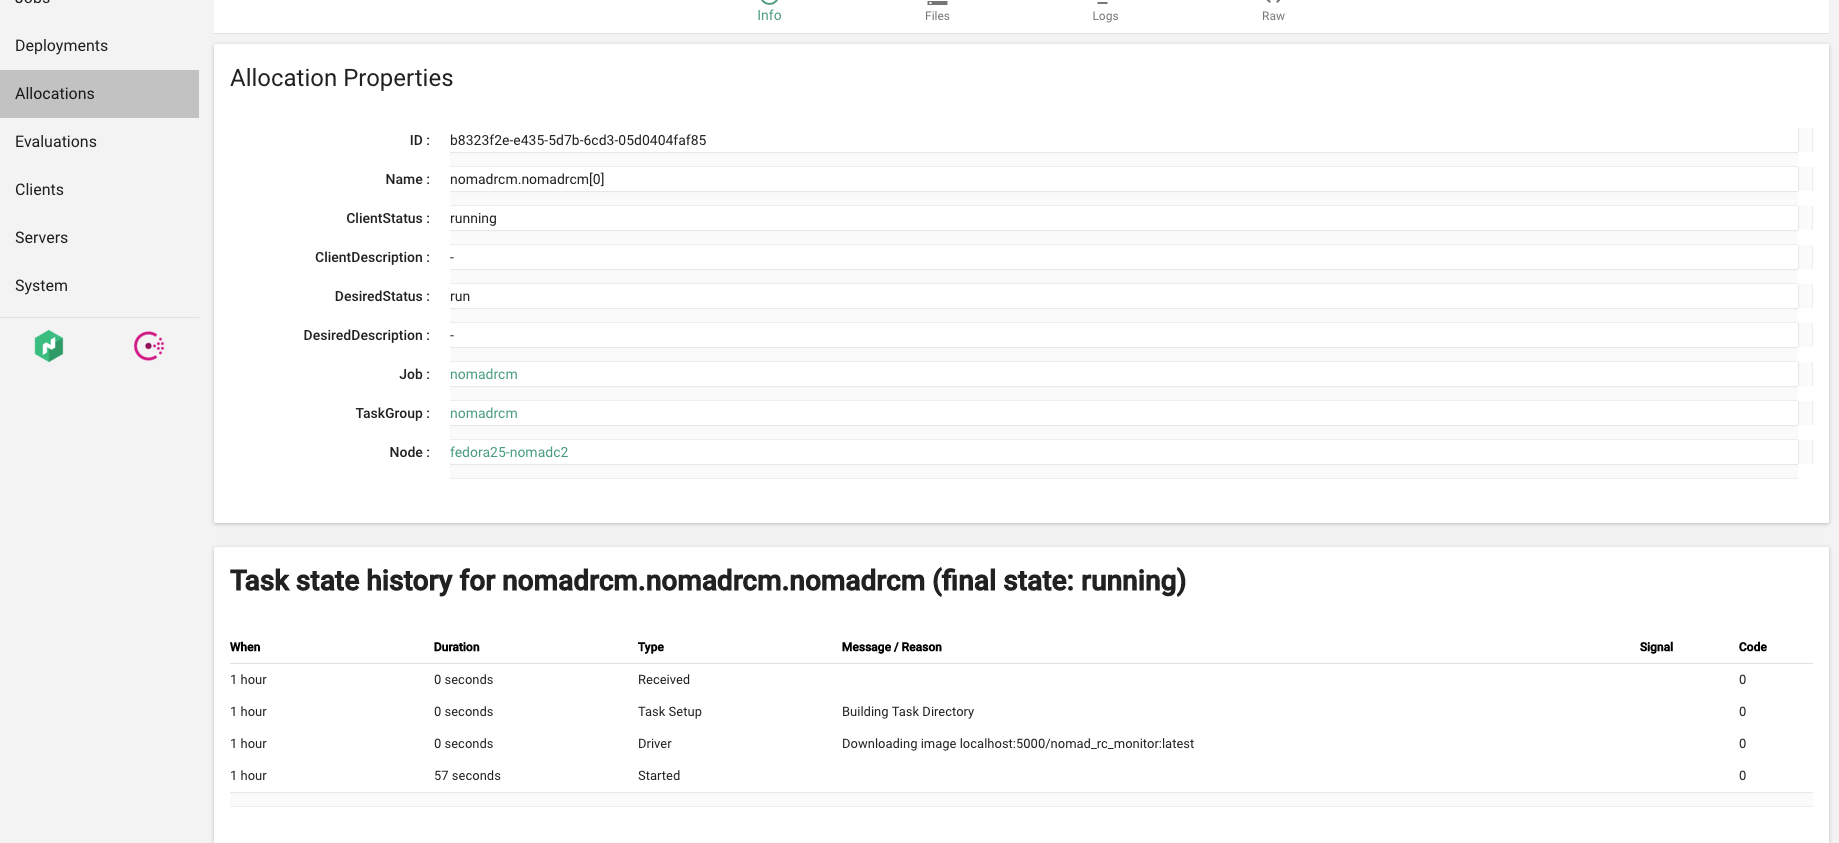 Jobs
Deployments
Allocations
Evaluations
Clients
Servers
System
Info Files Logs Raw
Allocation Properties
ID : b8323f2e-e435-5d7b-6cd3-05d0404faf85
Name : nomadrcm.nomadrcm[0]
ClientStatus : running
ClientDescription : -
DesiredStatus : run
DesiredDescription : -
Job : nomadrcm
TaskGroup : nomadrcm
Node : fedora25-nomadc2
Task state history for nomadrcm.nomadrcm.nomadrcm (final state: running)
When Duration Type Message / Reason Signal Code
1 hour 0 seconds Received 0
1 hour 0 seconds Task Setup Building Task Directory 0
1 hour 0 seconds Driver Downloading image localhost:5000/nomad_rc_monitor:latest 0
1 hour 57 seconds Started 0